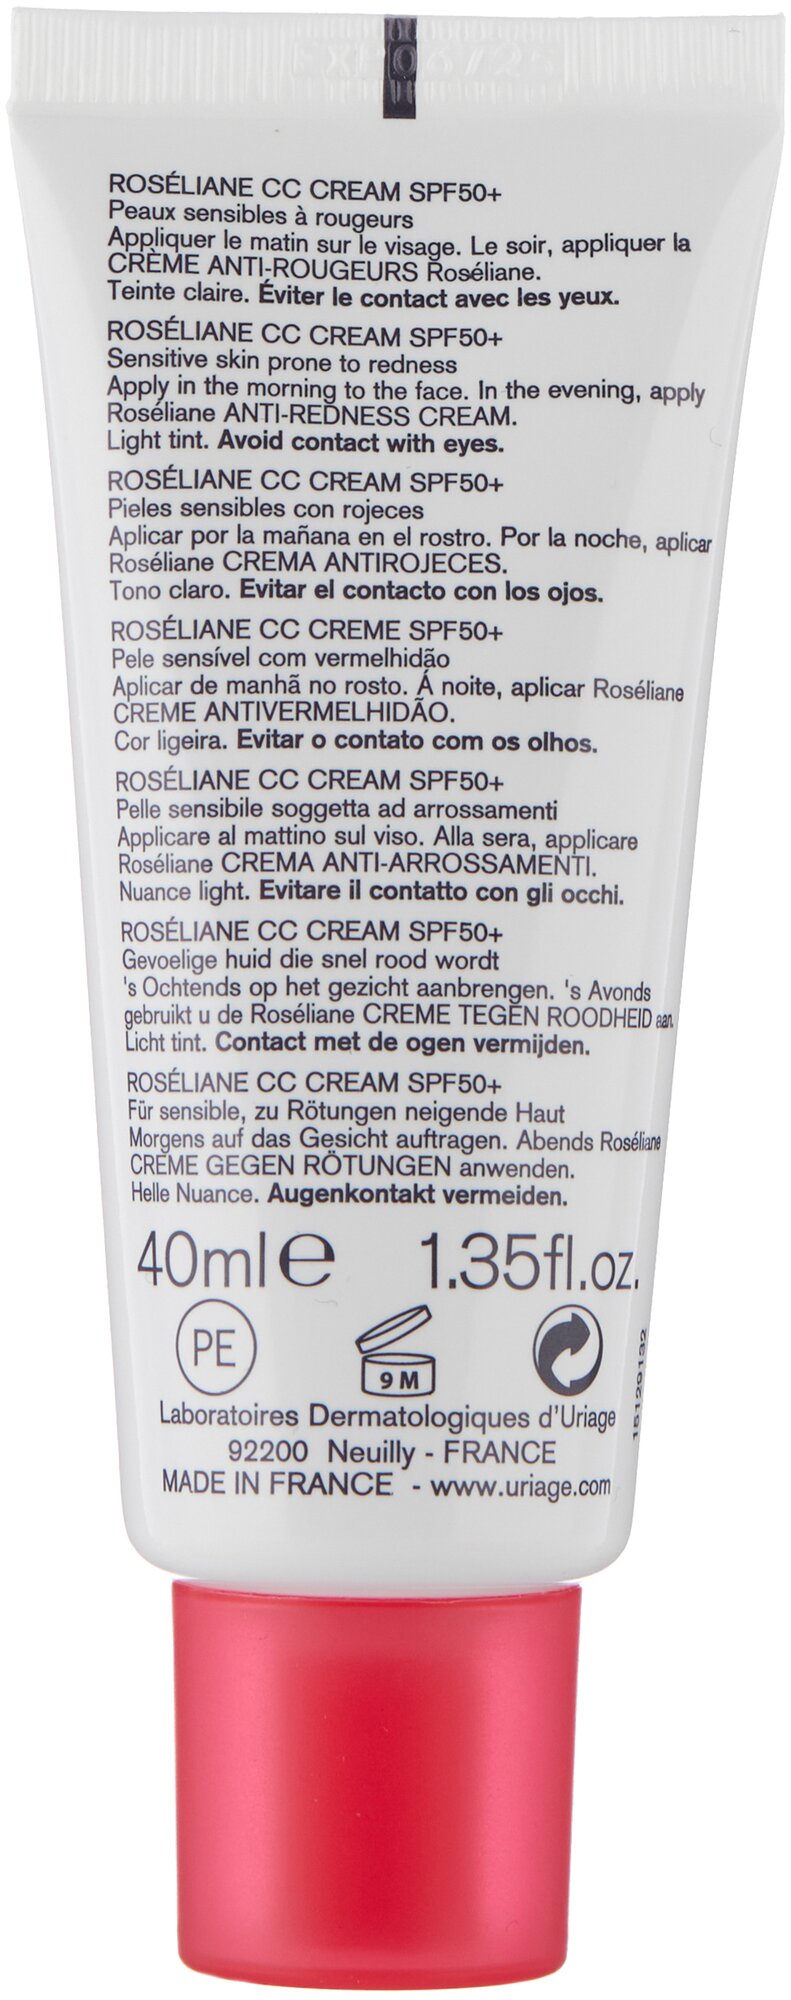 EXP 06/25
ROSÉLIANE CC CREAM SPF50+
Peaux sensibles à rougeurs
Appliquer le matin sur le visage. Le soir, appliquer la
CRÈME ANTI-ROUGEURS Roséliane.
Teinte claire. Éviter le contact avec les yeux.
ROSÉLIANE CC CREAM SPF50+
Sensitive skin prone to redness
Apply in the morning to the face. In the evening, apply
Roséliane ANTI-REDNESS CREAM.
Light tint. Avoid contact with eyes.
ROSÉLIANE CC CREAM SPF50+
Pieles sensibles con rojeces
Aplicar por la mañana en el rostro. Por la noche, aplicar
Roséliane CREMA ANTIROJECES.
Tono claro. Evitar el contacto con los ojos.
ROSÉLIANE CC CREME SPF50+
Pele sensível com vermelhidão
Aplicar de manhã no rosto. Á noite, aplicar Roséliane
CREME ANTIVERMELHIDÃO.
Cor ligeira. Evitar o contato com os olhos.
ROSÉLIANE CC CREAM SPF50+
Pelle sensibile soggetta ad arrossamenti
Applicare al mattino sul viso. Alla sera, applicare
Roséliane CREMA ANTI-ARROSSAMENTI.
Nuance light. Evitare il contatto con gli occhi.
ROSÉLIANE CC CREAM SPF50+
Gevoelige huid die snel rood wordt
's Ochtends op het gezicht aanbrengen. 's Avonds
gebruikt u de Roséliane CREME TEGEN ROODHEID aan.
Licht tint. Contact met de ogen vermijden.
ROSÉLIANE CC CREAM SPF50+
Für sensible, zu Rötungen neigende Haut
Morgens auf das Gesicht auftragen. Abends Roséliane
CREME GEGEN RÖTUNGEN anwenden.
Helle Nuance. Augenkontakt vermeiden.
40ml e 1.35fl.oz.
PE 9 M
15129132
Laboratoires Dermatologiques d'Uriage
92200 Neuilly - FRANCE
MADE IN FRANCE - www.uriage.com